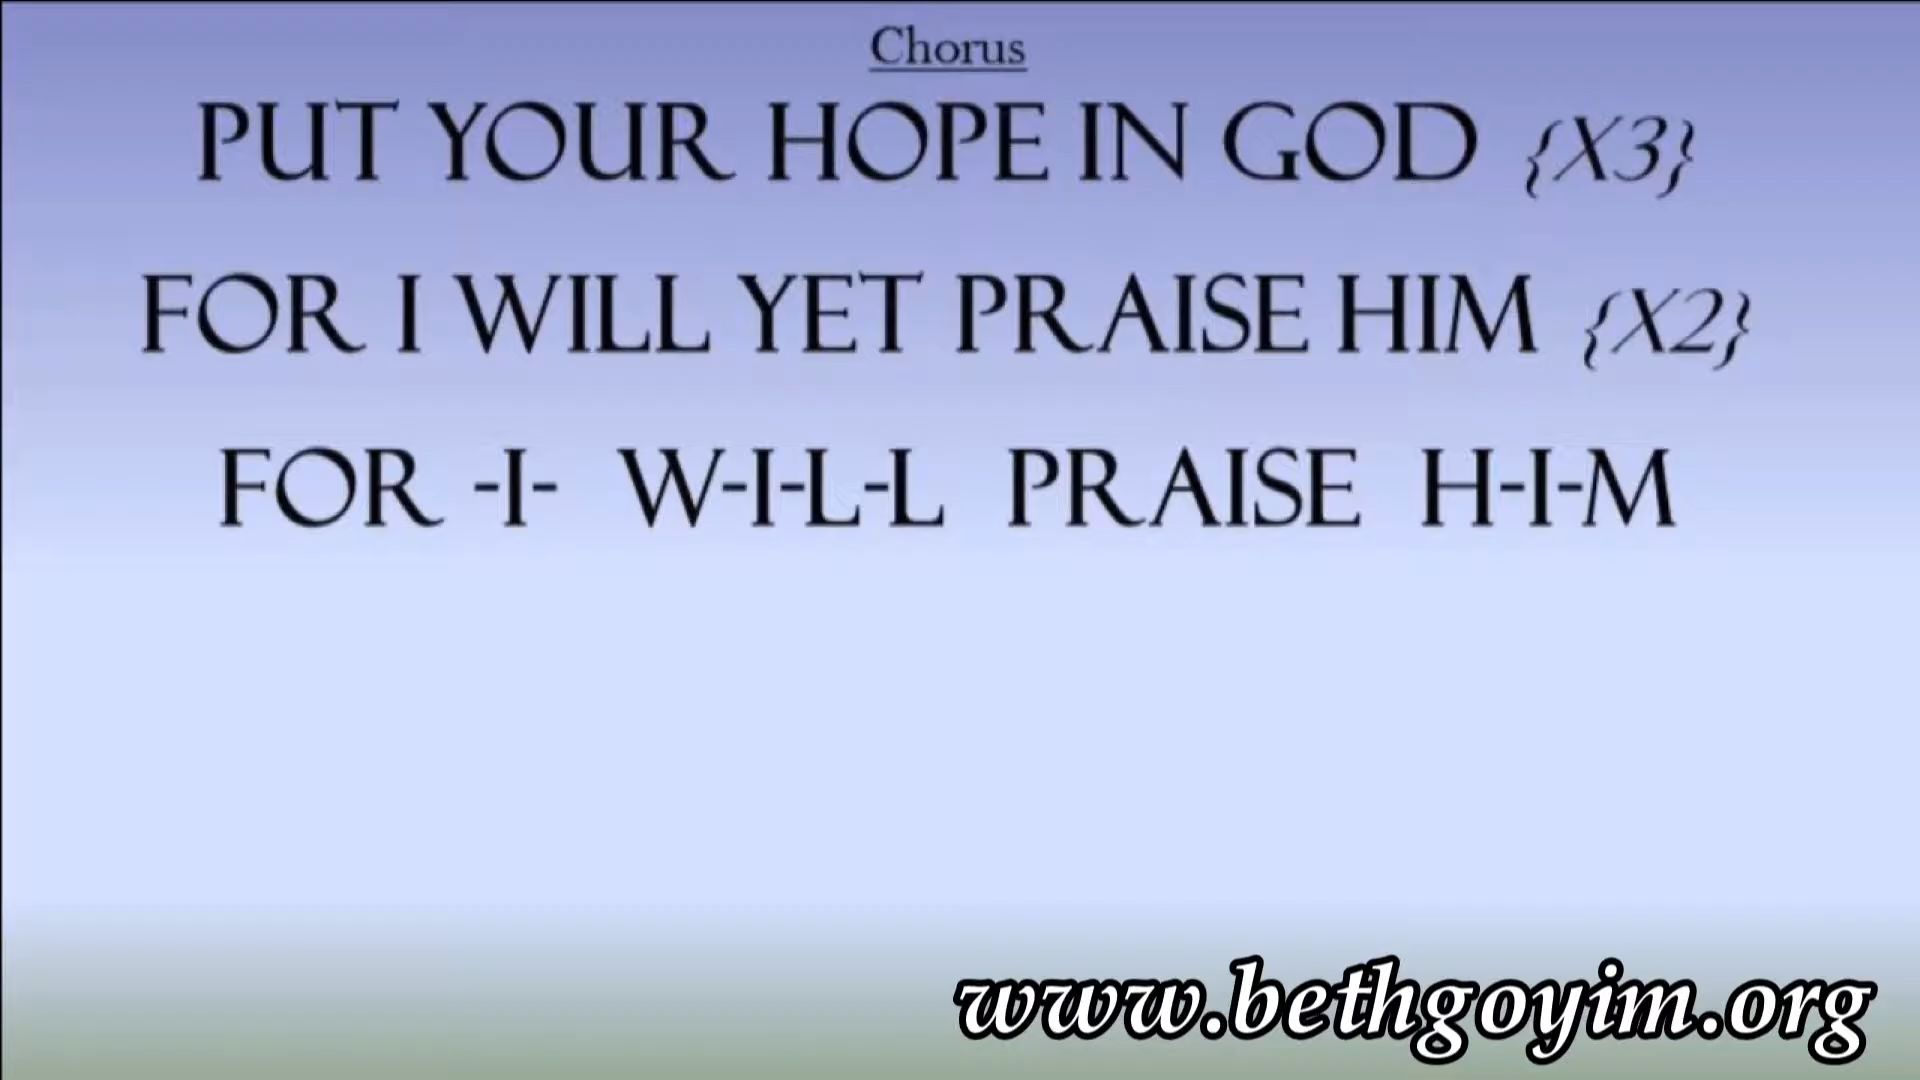 Chorus
PUT YOUR HOPE IN GOD {X3}
FOR I WILL YET PRAISE HIM {X2}
FOR -I- W-I-L-L PRAISE H-I-M
www.bethgoyim.org